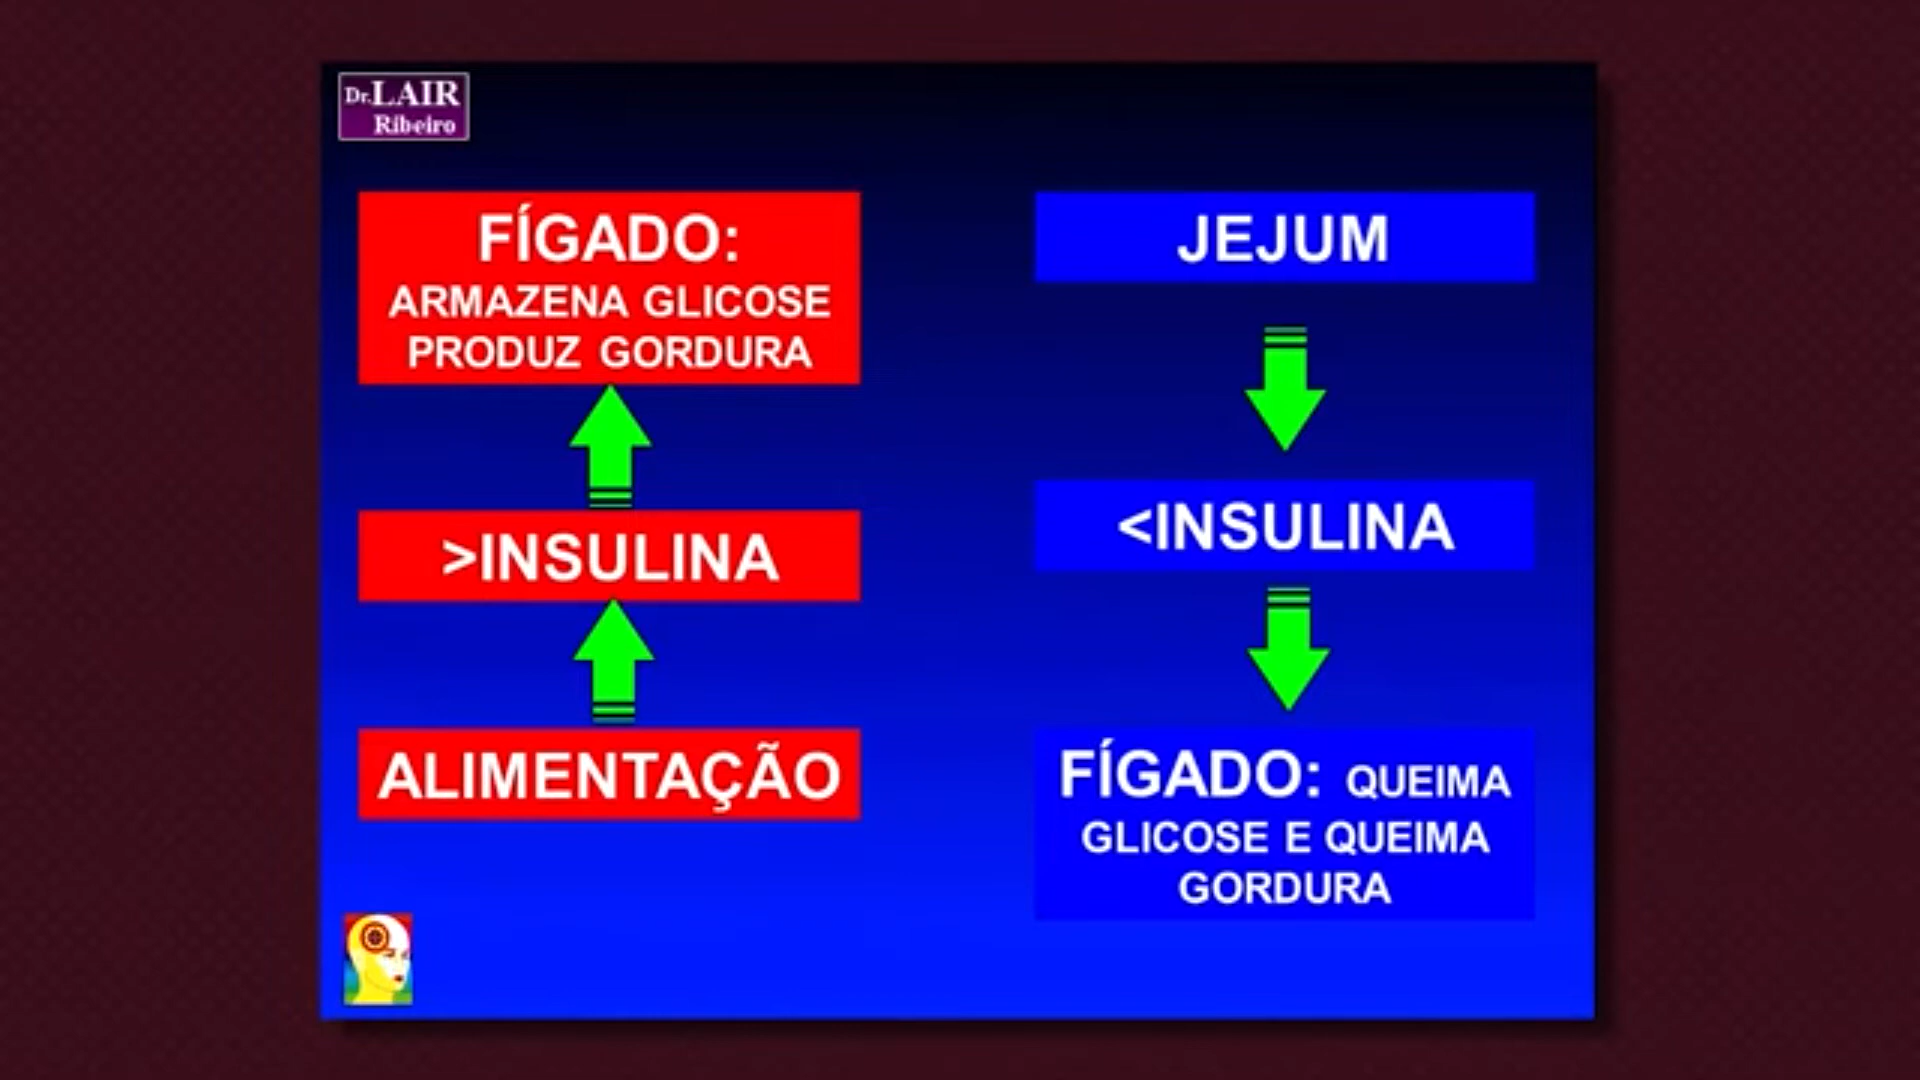 Dr. LAIR
Ribeiro
FÍGADO:
ARMAZENA GLICOSE
PRODUZ GORDURA
>INSULINA
ALIMENTAÇÃO
JEJUM
<INSULINA
FÍGADO: QUEIMA
GLICOSE E QUEIMA
GORDURA